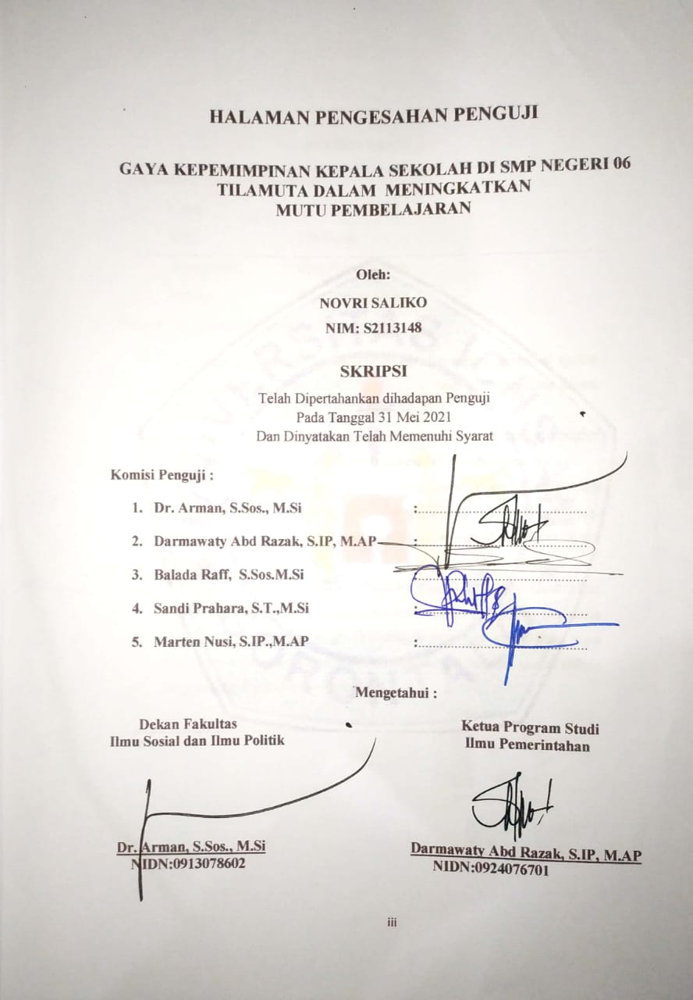 HALAMAN PENGESAHAN PENGUJI
GAYA KEPEMIMPINAN KEPALA SEKOLAH DI SMP NEGERI 06
TILAMUTA DALAM MENINGKATKAN
MUTU PEMBELAJARAN
Oleh:
NOVRI SALIKO
NIM: S2113148
SKRIPSI
Telah Dipertahankan dihadapan Penguji
Pada Tanggal 31 Mei 2021
Dan Dinyatakan Telah Memenuhi Syarat
Komisi Penguji :
1. Dr. Arman, S.Sos., M.Si :
2. Darmawaty Abd Razak, S.IP, M.AP :
3. Balada Raff, S.Sos.M.Si :
4. Sandi Prahara, S.T.,M.Si :
5. Marten Nusi, S.IP.,M.AP :
Mengetahui :
Dekan Fakultas
Ilmu Sosial dan Ilmu Politik
Dr. Arman, S.Sos., M.Si
NIDN:0913078602
Ketua Program Studi
Ilmu Pemerintahan
Darmawaty Abd Razak, S.IP, M.AP
NIDN:0924076701
iii